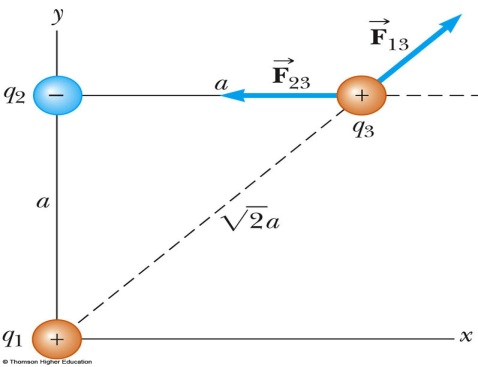 y
F₁₃
q₂
−
a
F₂₃
+
q₃
a
√2a
q₁
+
x
© Thomson Higher Education